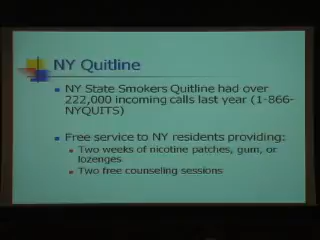 NY Quitline
NY State Smokers Quitline had over
222,000 incoming calls last year (1-866-
NYQUITS)
Free service to NY residents providing:
Two weeks of nicotine patches, gum, or
lozenges
Two free counseling sessions